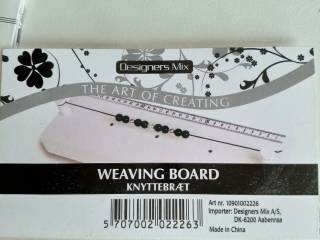 Designers Mix
THE ART OF CREATING
WEAVING BOARD
KNYTTEBRÆT
Art nr. 10901002226
Importer: Designers Mix A/S,
DK-6200 Aabenraa
Made in China
5 707002 022263